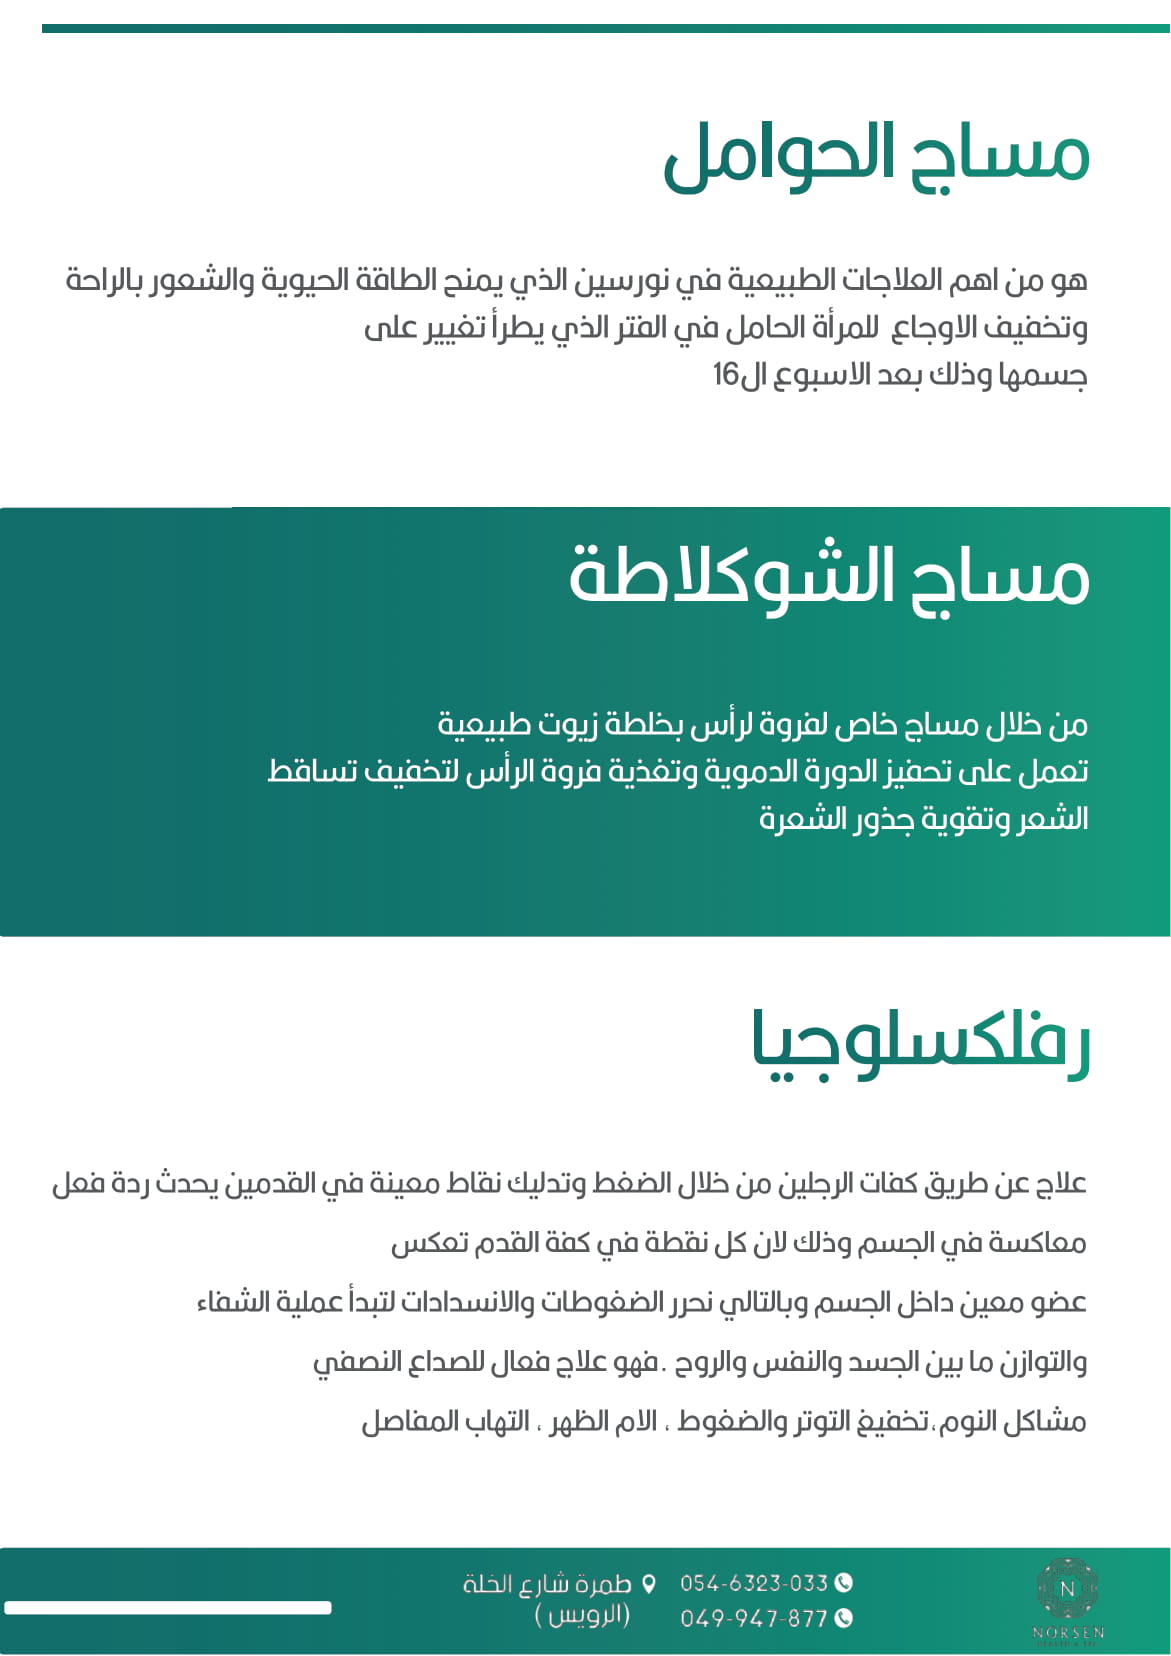 مساج الحوامل
هو من اهم العلاجات الطبيعية في نورسين الذي يمنح الطاقة الحيوية والشعور بالراحة
وتخفيف الاوجاع للمرأة الحامل في الفتر الذي يطرأ تغيير على
جسمها وذلك بعد الاسبوع ال16
مساج الشوكلاطة
من خلال مساج خاص لفروة لرأس بخلطة زيوت طبيعية
تعمل على تحفيز الدورة الدموية وتغذية فروة الرأس لتخفيف تساقط
الشعر وتقوية جذور الشعرة
رفلكسلوجيا
علاج عن طريق كفات الرجلين من خلال الضغط وتدليك نقاط معينة في القدمين يحدث ردة فعل
معاكسة في الجسم وذلك لان كل نقطة في كفة القدم تعكس
عضو معين داخل الجسم وبالتالي نحرر الضغوطات والانسدادات لتبدأ عملية الشفاء
والتوازن ما بين الجسد والنفس والروح .فهو علاج فعال للصداع النصفي
مشاكل النوم،تخفيغ التوتر والضغوط ، الام الظهر ، التهاب المفاصل
054-6323-033
049-947-877
طمرة شارع الخلة
(الرويس )
N
NORSEN